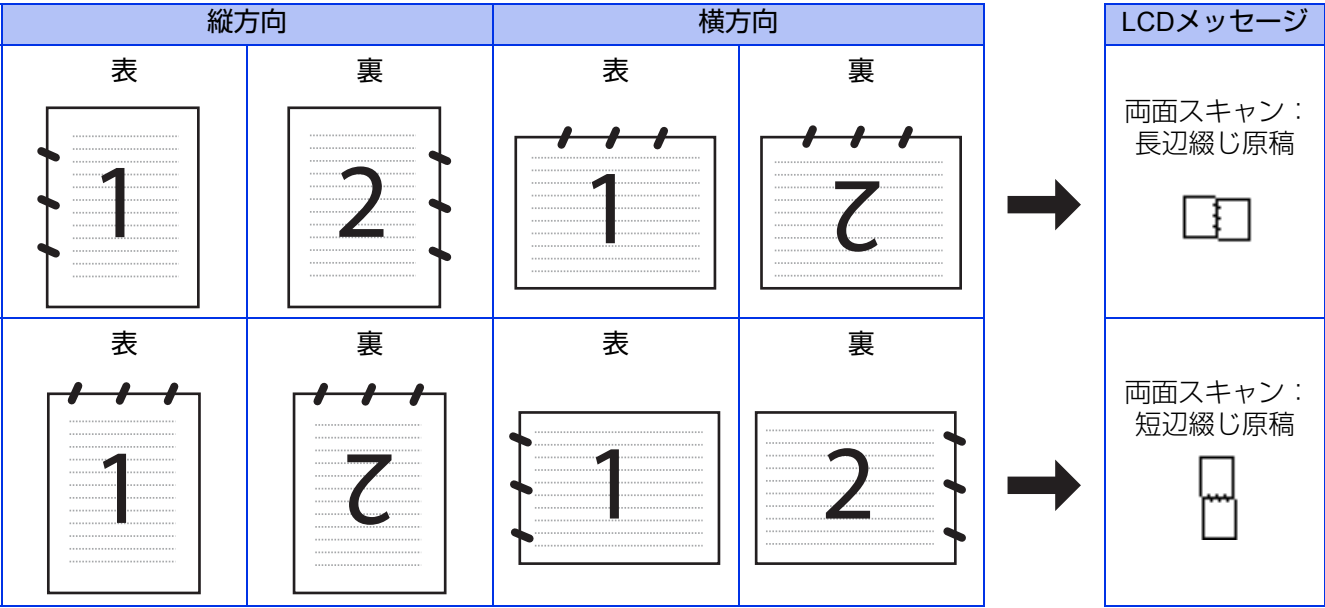 縦方向 横方向 LCDメッセージ
表 裏 表 裏
両面スキャン：
長辺綴じ原稿
1 2 1 2
表 裏 表 裏
両面スキャン：
短辺綴じ原稿
1 2 1 2